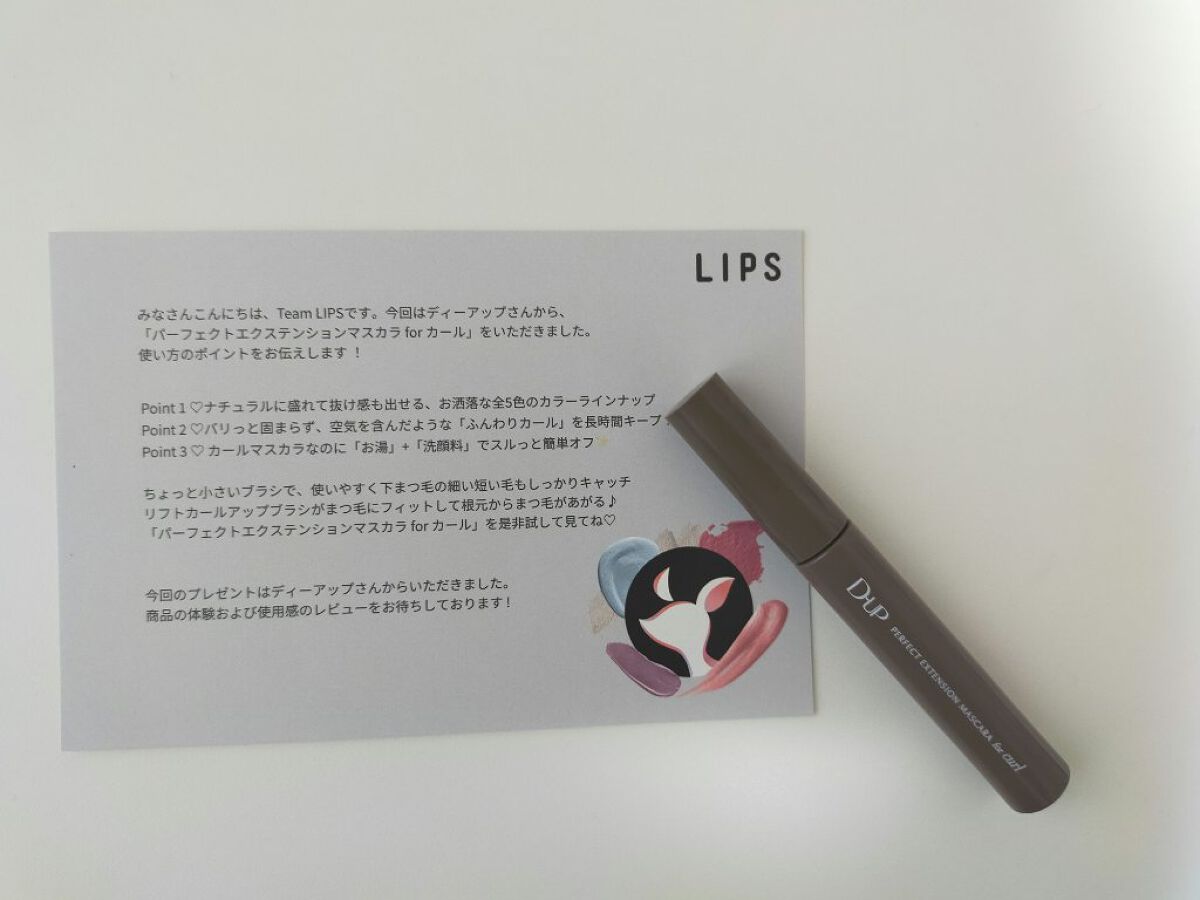 LIPS
みなさんこんにちは、Team LIPSです。今回はディーアップさんから、
「パーフェクトエクステンションマスカラ for カール」をいただきました。
使い方のポイントをお伝えします ！
Point 1 ♡ナチュラルに盛れて抜け感も出せる、お洒落な全5色のカラーラインナップ
Point 2 ♡バリっと固まらず、空気を含んだような「ふんわりカール」を長時間キープ
Point 3 ♡ カールマスカラなのに「お湯」+「洗顔料」でスルっと簡単オフ✨
ちょっと小さいブラシで、使いやすく下まつ毛の細い短い毛もしっかりキャッチ
リフトカールアップブラシがまつ毛にフィットして根元からまつ毛があがる♪
「パーフェクトエクステンションマスカラ for カール」を是非試して見てね♡
今回のプレゼントはディーアップさんからいただきました。
商品の体験および使用感のレビューをお待ちしております！
D-UP
PERFECT EXTENSION MASCARA for curl